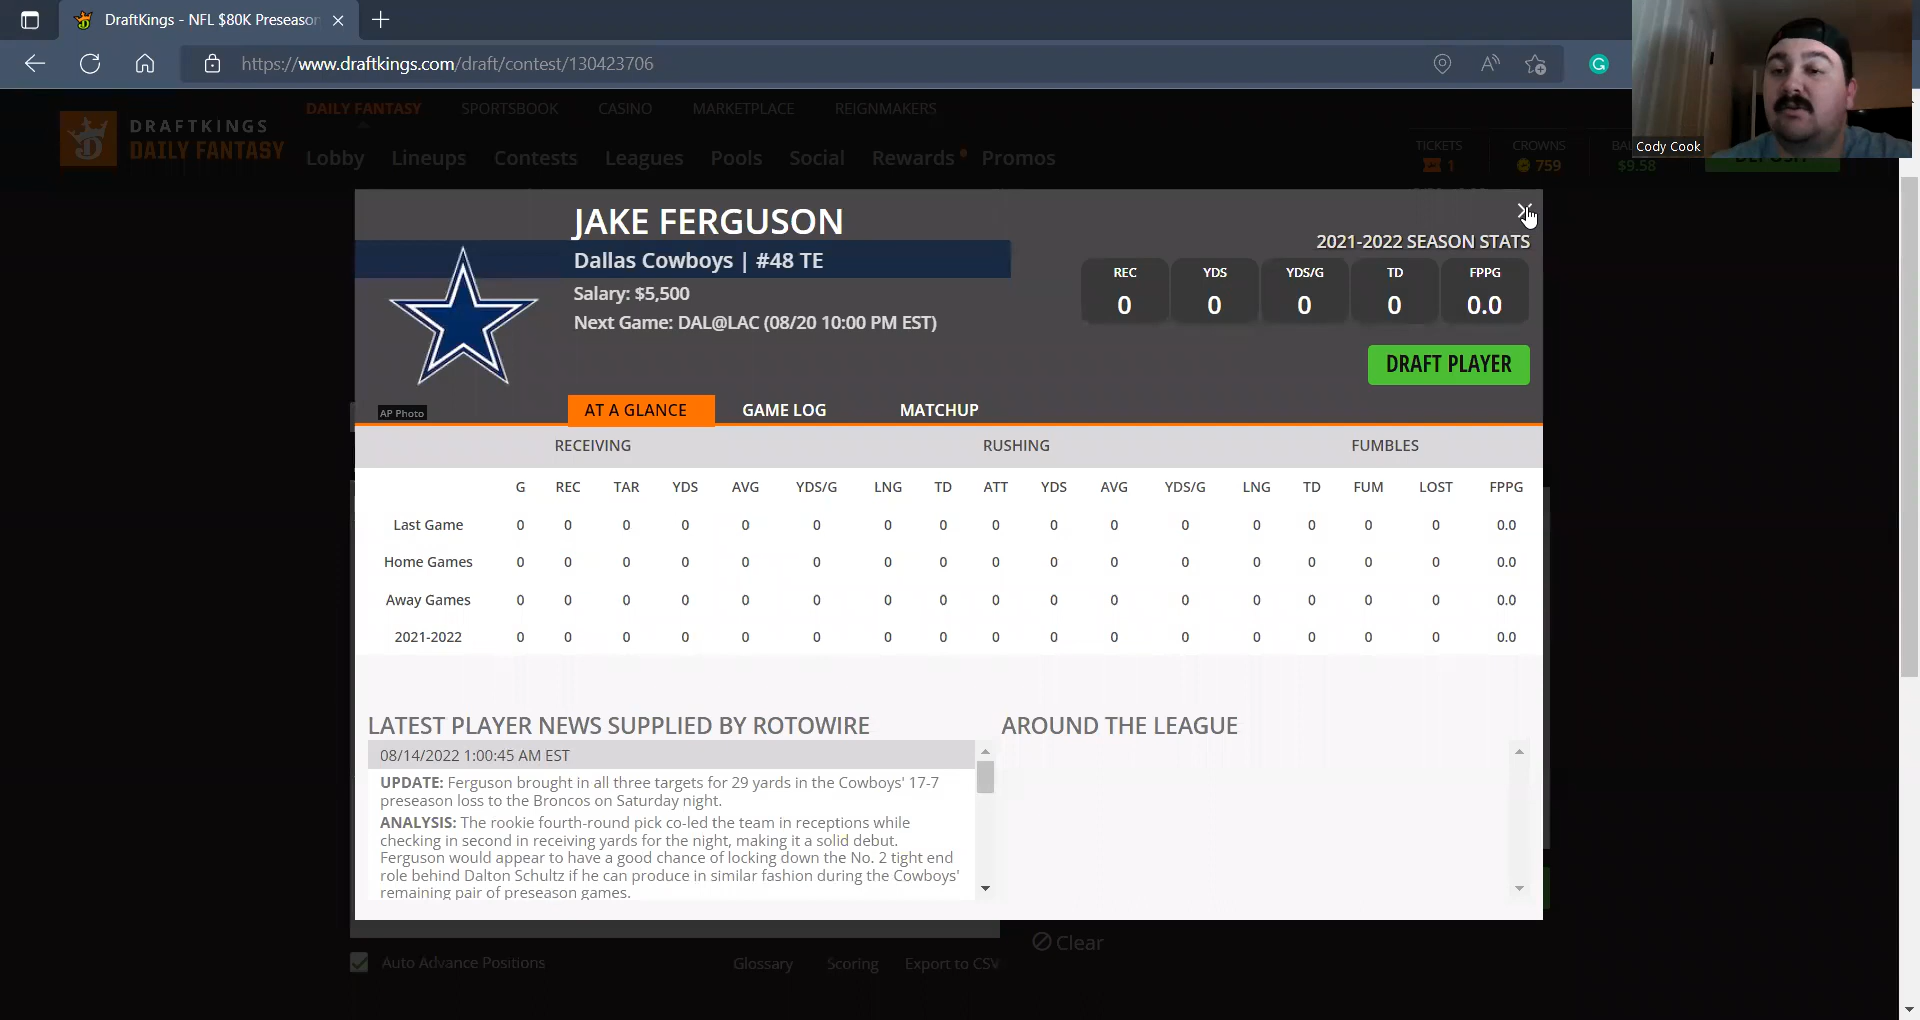 DraftKings - NFL $80K Preseason
https://www.draftkings.com/draft/contest/130423706
Cody Cook
DAILY FANTASY SPORTSBOOK CASINO MARKETPLACE REIGNMAKERS
DRAFTKINGS
DAILY FANTASY
Lobby Lineups Contests Leagues Pools Social Rewards Promos
TICKETS CROWNS
1 759 $9.58
JAKE FERGUSON
Dallas Cowboys | #48 TE
Salary: $5,500
Next Game: DAL@LAC (08/20 10:00 PM EST)
AP Photo
2021-2022 SEASON STATS
REC YDS YDS/G TD FPPG
0 0 0 0 0.0
DRAFT PLAYER
AT A GLANCE GAME LOG MATCHUP
RECEIVING RUSHING FUMBLES
G REC TAR YDS AVG YDS/G LNG TD ATT YDS AVG YDS/G LNG TD FUM LOST FPPG
Last Game 0 0 0 0 0 0 0 0 0 0 0 0 0 0 0 0 0.0
Home Games 0 0 0 0 0 0 0 0 0 0 0 0 0 0 0 0 0.0
Away Games 0 0 0 0 0 0 0 0 0 0 0 0 0 0 0 0 0.0
2021-2022 0 0 0 0 0 0 0 0 0 0 0 0 0 0 0 0 0.0
LATEST PLAYER NEWS SUPPLIED BY ROTOWIRE
08/14/2022 1:00:45 AM EST
UPDATE: Ferguson brought in all three targets for 29 yards in the Cowboys' 17-7
preseason loss to the Broncos on Saturday night.
ANALYSIS: The rookie fourth-round pick co-led the team in receptions while
checking in second in receiving yards for the night, making it a solid debut.
Ferguson would appear to have a good chance of locking down the No. 2 tight end
role behind Dalton Schultz if he can produce in similar fashion during the Cowboys'
remaining pair of preseason games.
AROUND THE LEAGUE
Clear
Auto Advance Positions Glossary Scoring Export to CSV